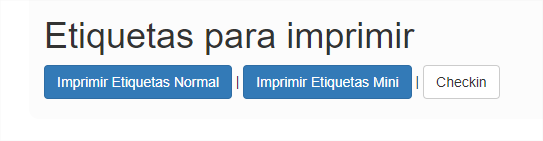 Etiquetas para imprimir
Imprimir Etiquetas Normal | Imprimir Etiquetas Mini | Checkin